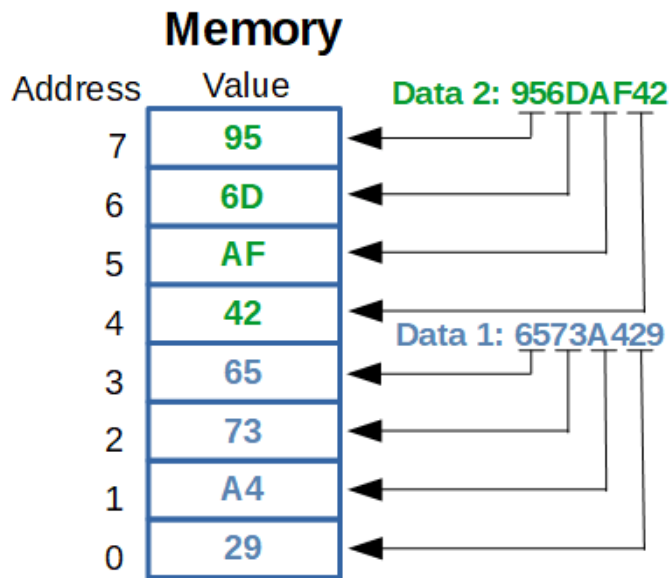 Memory
Address Value
Data 2: 956DAF42
7 95
6 6D
5 AF
4 42
Data 1: 6573A429
3 65
2 73
1 A4
0 29